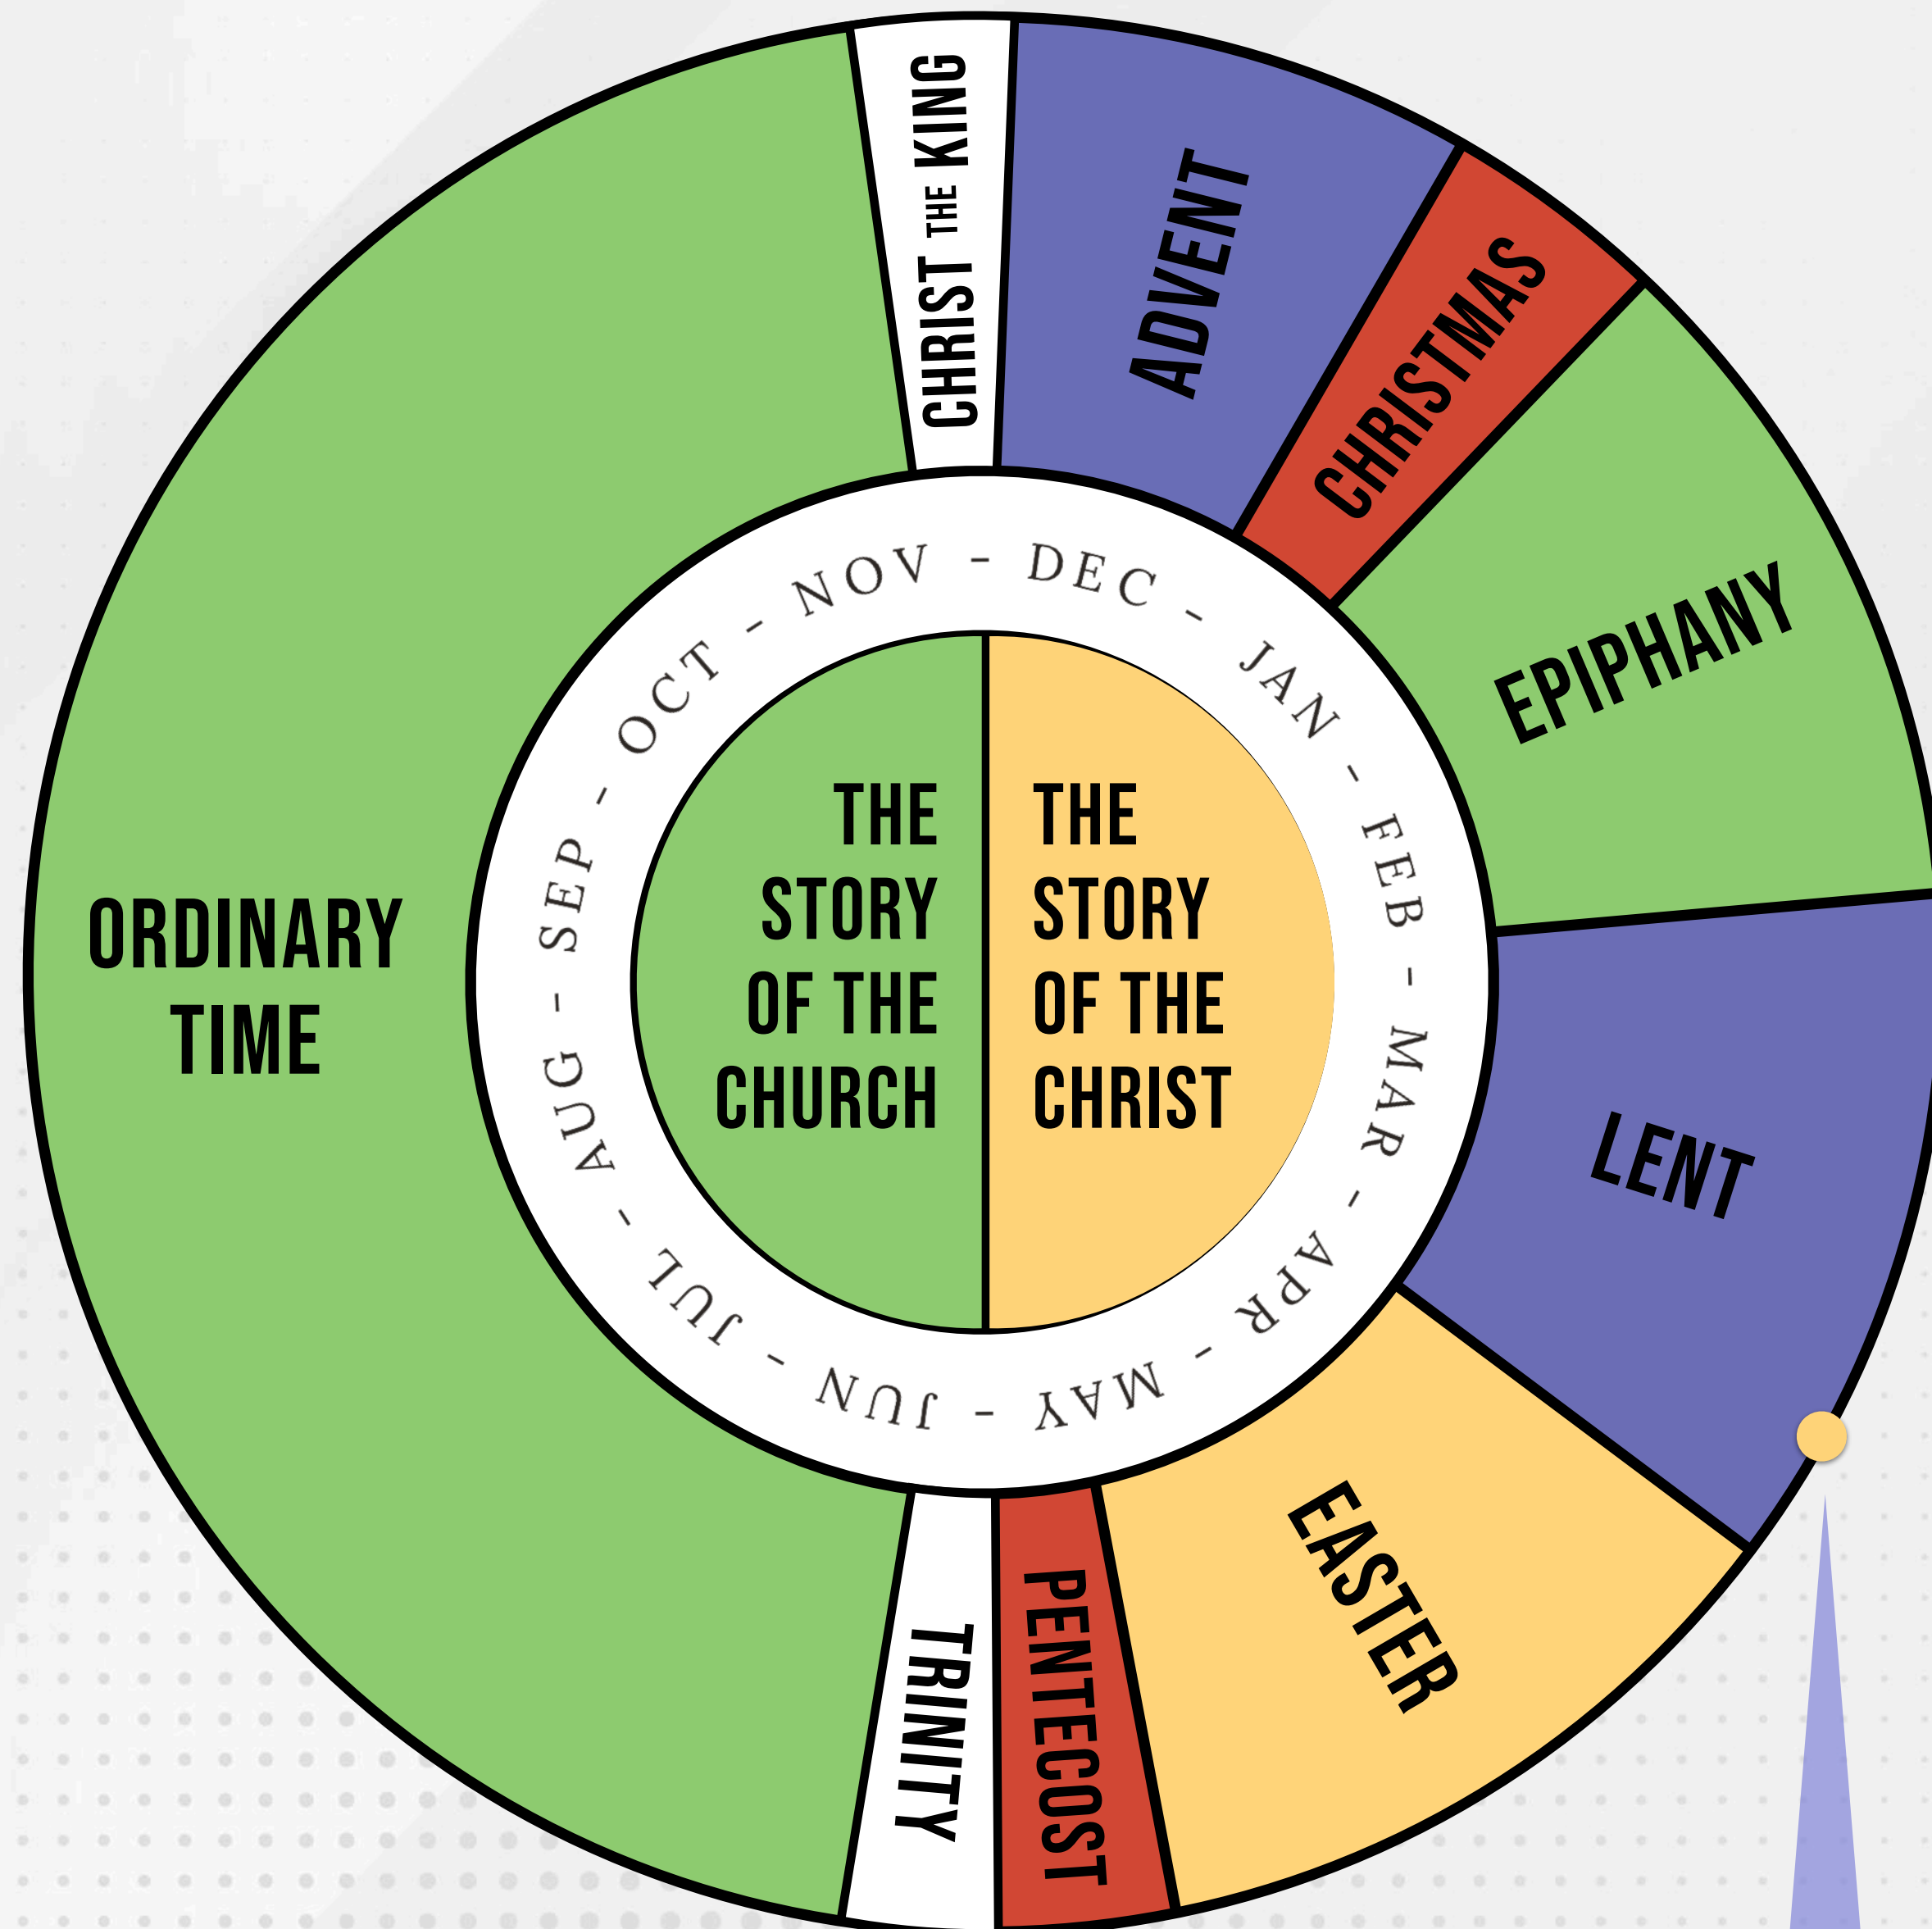 CHRIST THE KING
ADVENT
CHRISTMAS
EPIPHANY
LENT
EASTER
PENTECOST
TRINITY
ORDINARY
TIME
DEC - JAN - FEB - MAR - APR - MAY - JUN - JUL - AUG - SEP - OCT - NOV -
THE
STORY
OF THE
CHURCH
THE
STORY
OF THE
CHRIST